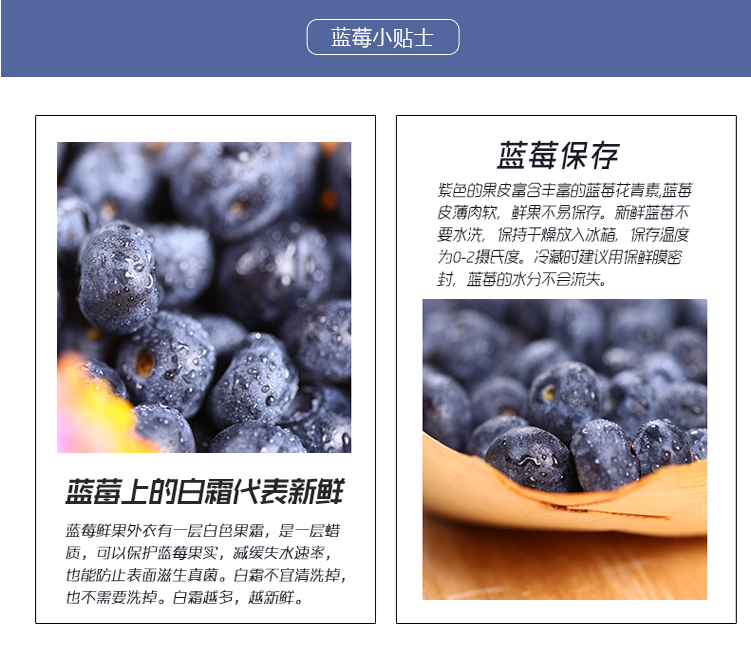 蓝莓小贴士
蓝莓上的白霜代表新鲜
蓝莓鲜果外衣有一层白色果霜，是一层蜡
质，可以保护蓝莓果实，减缓失水速率，
也能防止表面滋生真菌。白霜不宜清洗掉，
也不需要洗掉。白霜越多，越新鲜。
蓝莓保存
紫色的果皮富含丰富的蓝莓花青素,蓝莓
皮薄肉软，鲜果不易保存。新鲜蓝莓不
要水洗，保持干燥放入冰箱，保存温度
为0-2摄氏度。冷藏时建议用保鲜膜密
封，蓝莓的水分不会流失。